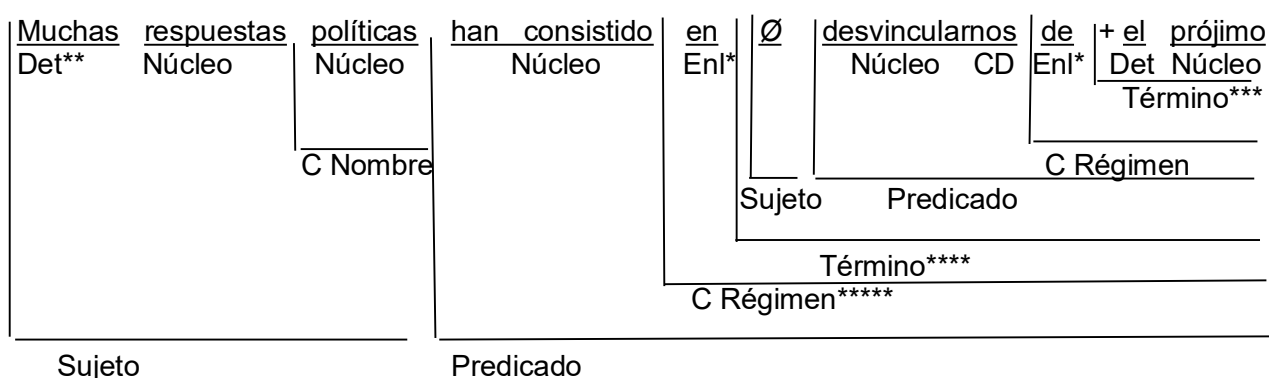 Muchas respuestas políticas han consistido en Ø desvincularnos de + el prójimo
Det** Núcleo Núcleo Núcleo Enl* Núcleo CD Enl* Det Núcleo
Término***
C Nombre C Régimen
Sujeto Predicado
Término****
C Régimen*****
Sujeto Predicado